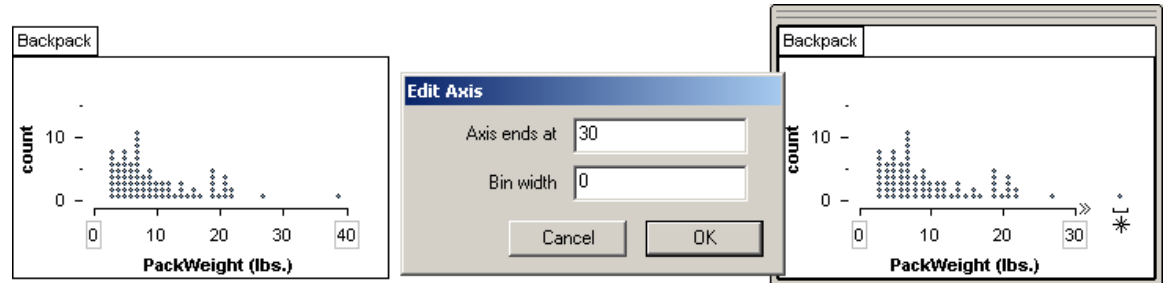 Backpack
count
10
0
0 10 20 30 40
PackWeight (lbs.)
Edit Axis
Axis ends at 30
Bin width 0
Cancel OK
Backpack
count
10
0
0 10 20 30 » *
PackWeight (lbs.)